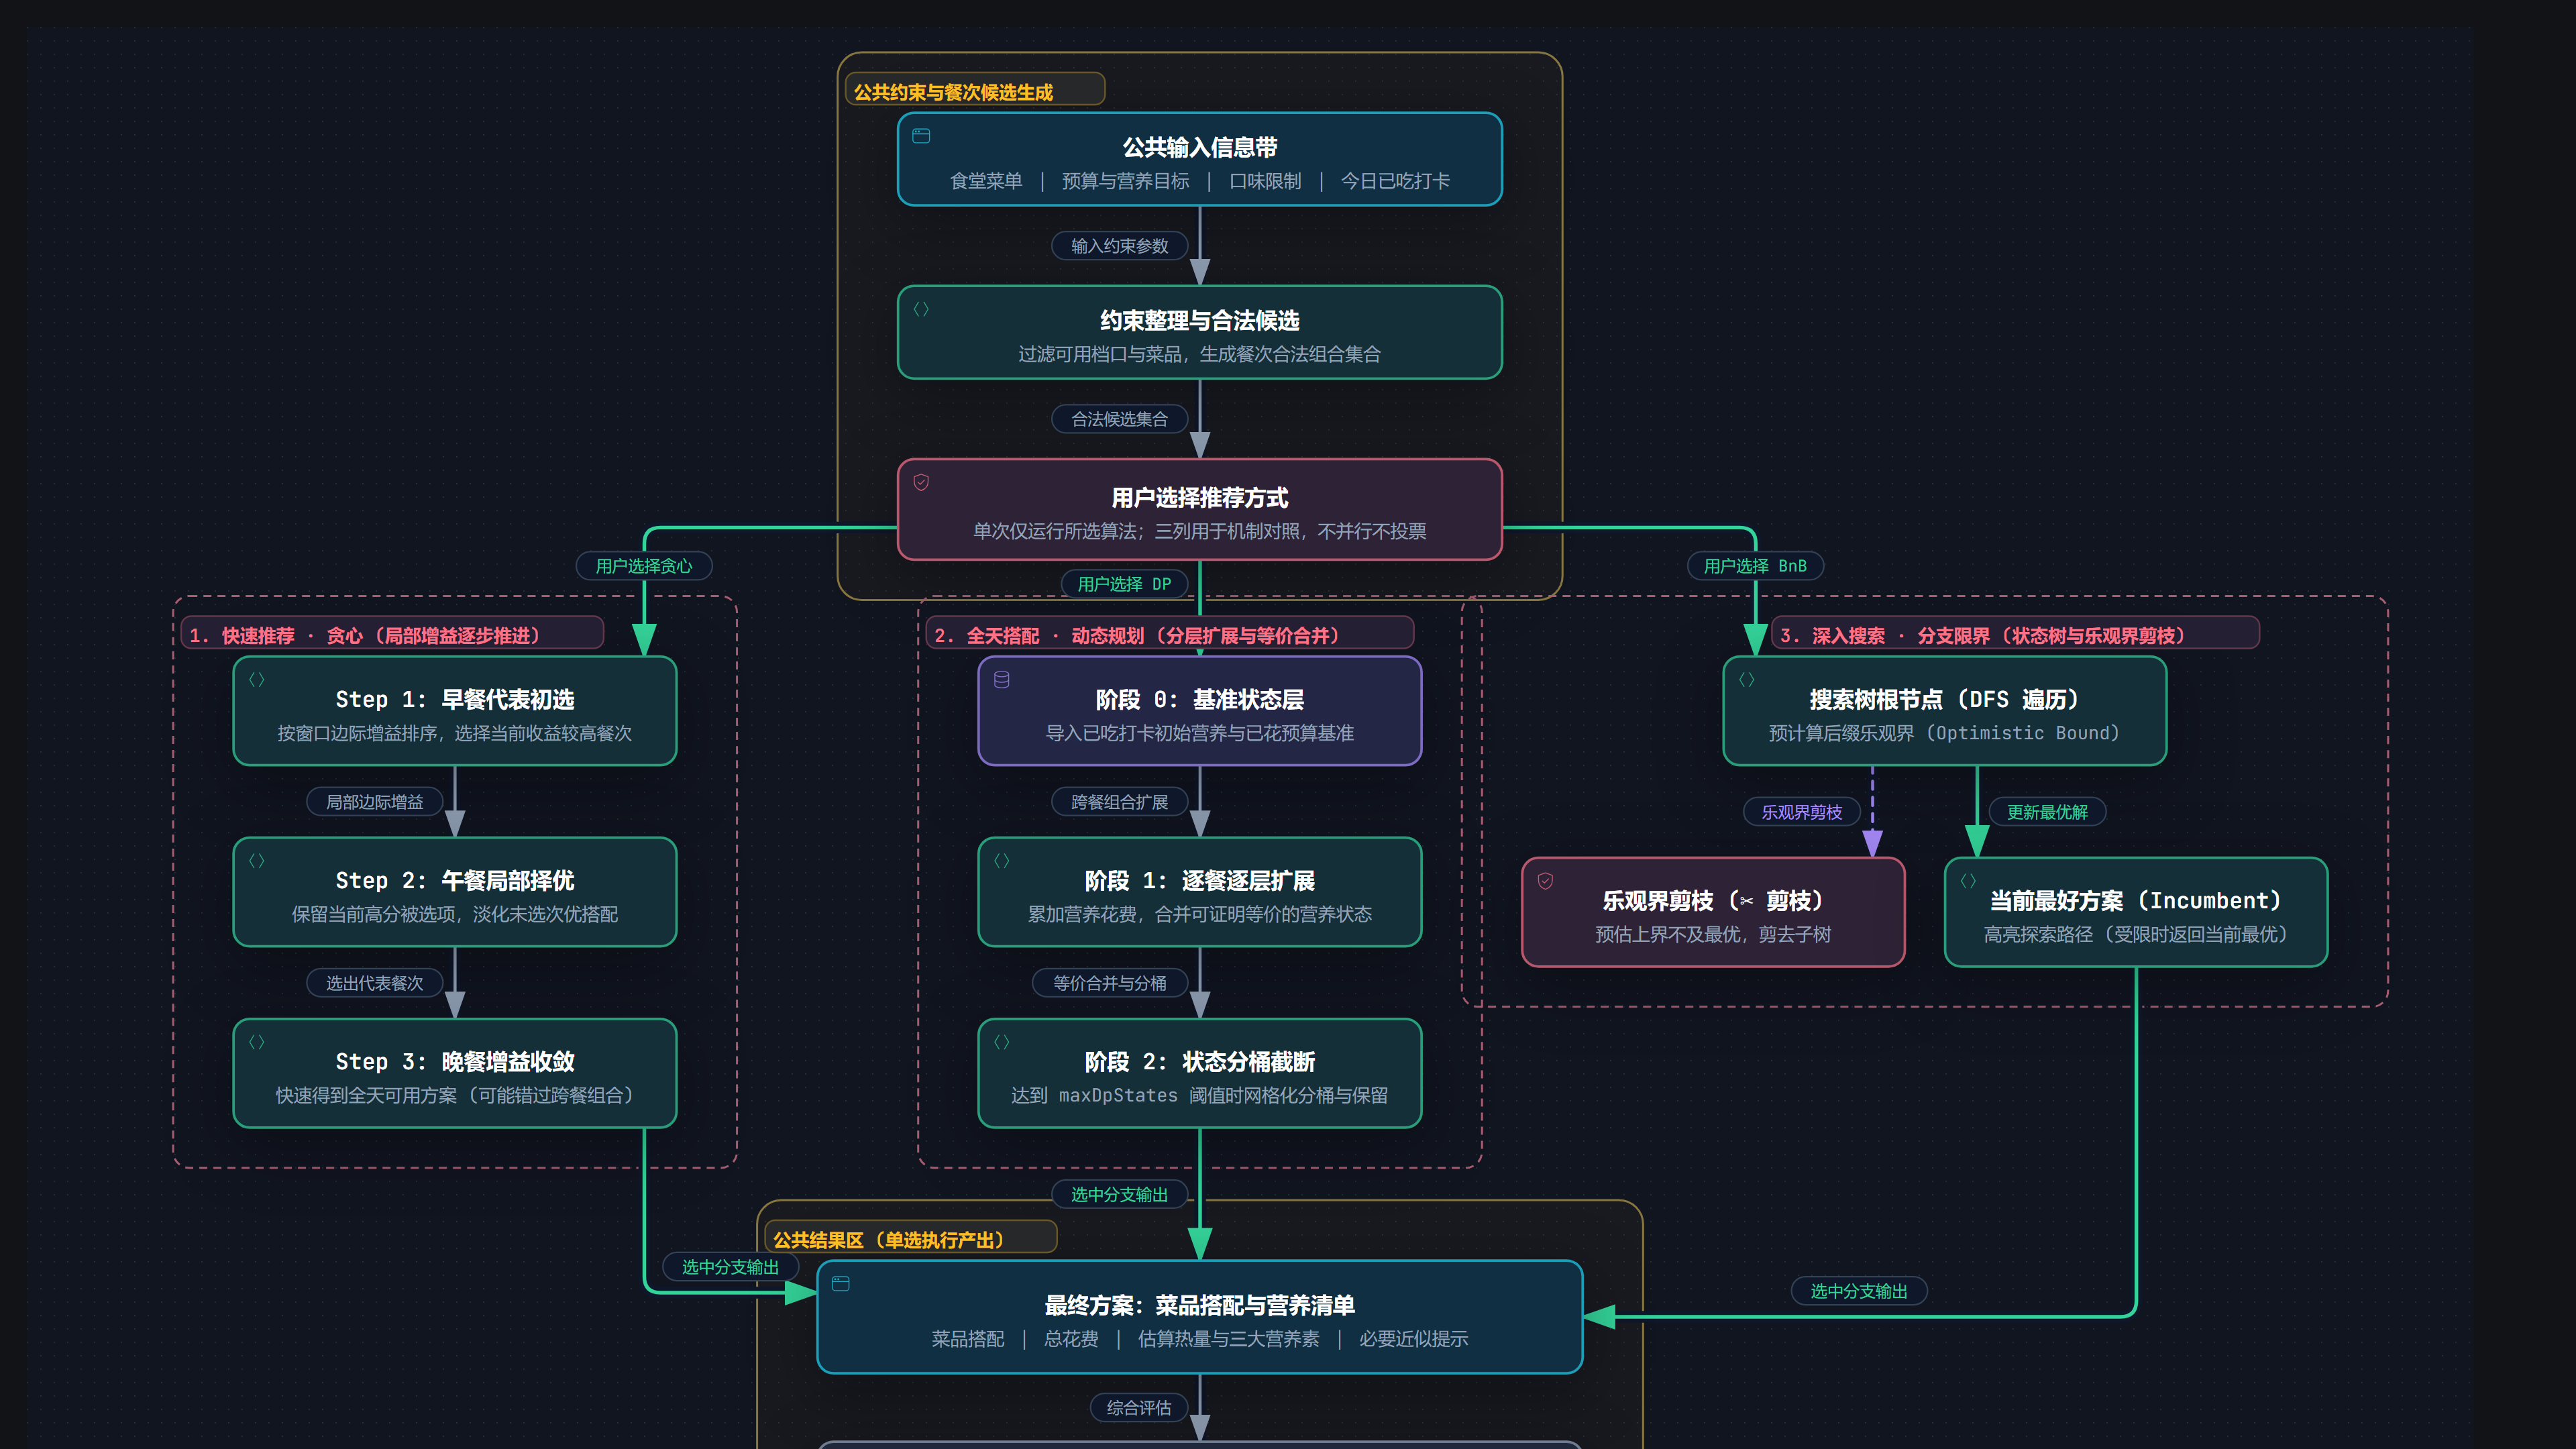 公共约束与餐次候选生成
公共输入信息带
食堂菜单 | 预算与营养目标 | 口味限制 | 今日已吃打卡
输入约束参数
约束整理与合法候选
过滤可用档口与菜品，生成餐次合法组合集合
合法候选集合
用户选择推荐方式
单次仅运行所选算法；三列用于机制对照，不并行不投票
用户选择贪心
用户选择 DP
用户选择 BnB
1. 快速推荐 · 贪心（局部增益逐步推进）
Step 1: 早餐代表初选
按窗口边际增益排序，选择当前收益较高餐次
局部边际增益
Step 2: 午餐局部择优
保留当前高分被选项，淡化未选次优搭配
选出代表餐次
Step 3: 晚餐增益收敛
快速得到全天可用方案（可能错过跨餐组合）
选中分支输出
2. 全天搭配 · 动态规划（分层扩展与等价合并）
阶段 0: 基准状态层
导入已吃打卡初始营养与已花预算基准
跨餐组合扩展
阶段 1: 逐餐逐层扩展
累加营养花费，合并可证明等价的营养状态
等价合并与分桶
阶段 2: 状态分桶截断
达到 maxDpStates 阈值时网格化分桶与保留
选中分支输出
3. 深入搜索 · 分支限界（状态树与乐观界剪枝）
搜索树根节点（DFS 遍历）
预计算后缀乐观界（Optimistic Bound）
乐观界剪枝
更新最优解
乐观界剪枝（✂ 剪枝）
预估上界不及最优，剪去子树
当前最好方案（Incumbent）
高亮探索路径（受限时返回当前最优）
选中分支输出
公共结果区（单选执行产出）
最终方案：菜品搭配与营养清单
菜品搭配 | 总花费 | 估算热量与三大营养素 | 必要近似提示
综合评估